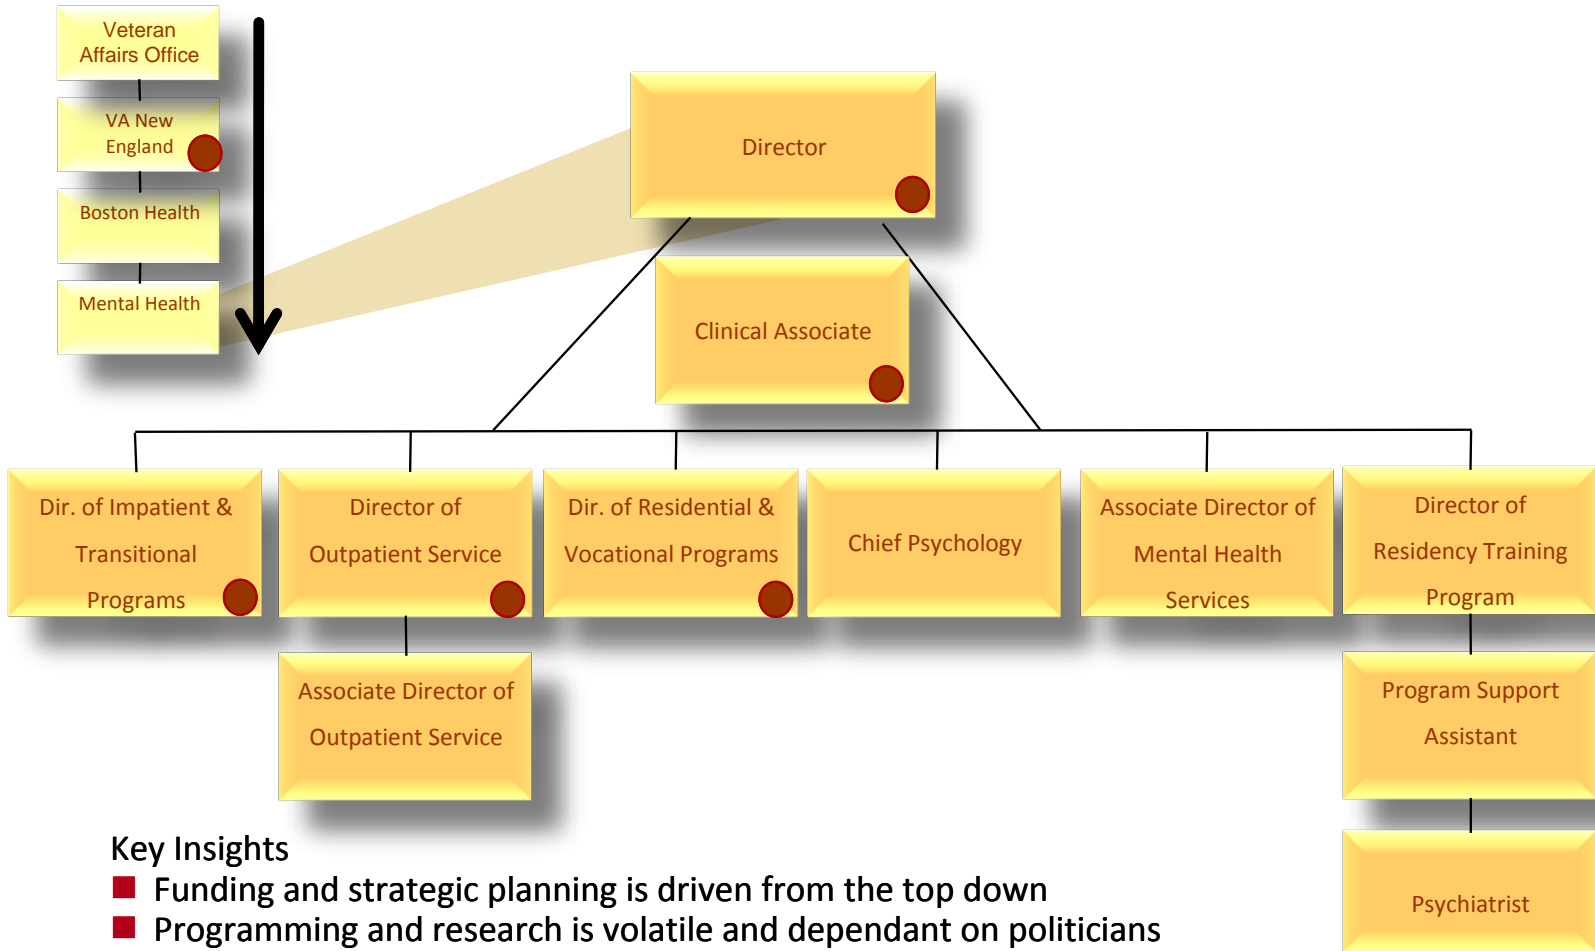 Veteran
Affairs Office
VA New
England
Boston Health
Mental Health
Director
Clinical Associate
Dir. of Impatient &
Transitional
Programs
Director of
Outpatient Service
Dir. of Residential &
Vocational Programs
Chief Psychology
Associate Director of
Mental Health
Services
Director of
Residency Training
Program
Associate Director of
Outpatient Service
Program Support
Assistant
Psychiatrist
Key Insights
Funding and strategic planning is driven from the top down
Programming and research is volatile and dependant on politicians